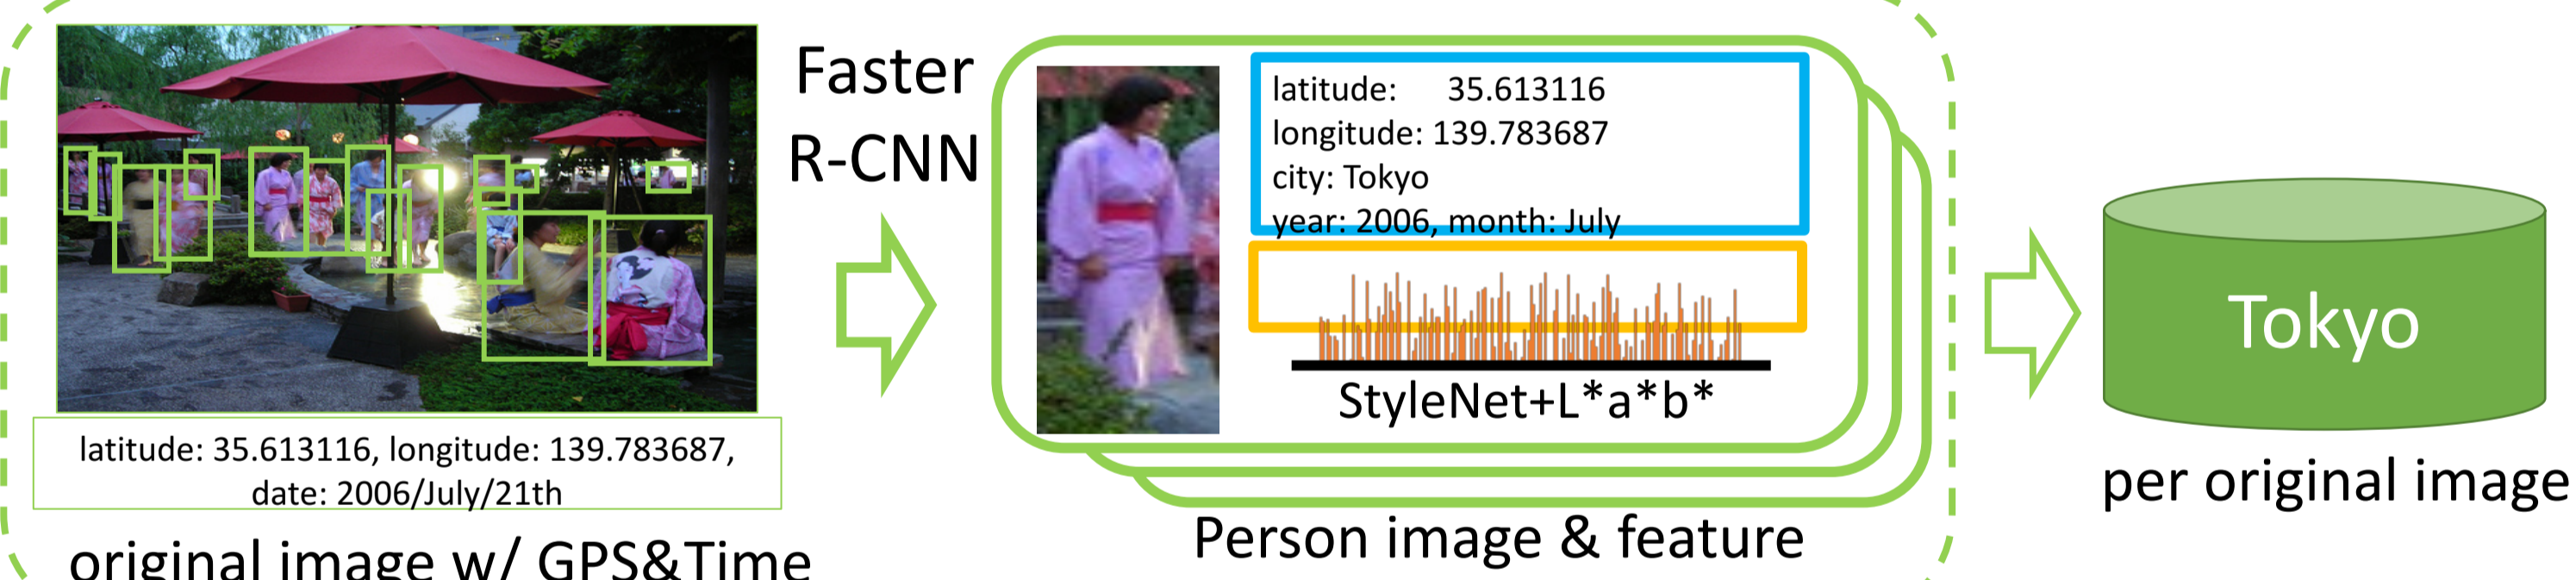 latitude: 35.613116, longitude: 139.783687,
date: 2006/July/21th
original image w/ GPS&Time
Faster
R-CNN
latitude: 35.613116
longitude: 139.783687
city: Tokyo
year: 2006, month: July
StyleNet+L*a*b*
Person image & feature
Tokyo
per original image